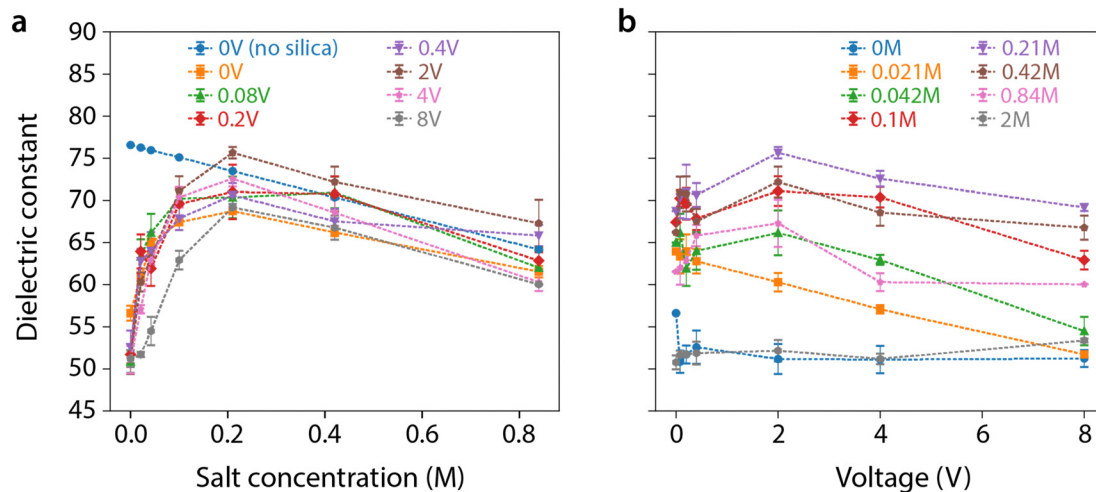 a
b
90
85
80
75
70
65
60
55
50
45
Dielectric constant
0V (no silica)
0V
0.08V
0.2V
0.4V
2V
4V
8V
0.0
0.2
0.4
0.6
0.8
Salt concentration (M)
0M
0.021M
0.042M
0.1M
0.21M
0.42M
0.84M
2M
0
2
4
6
8
Voltage (V)